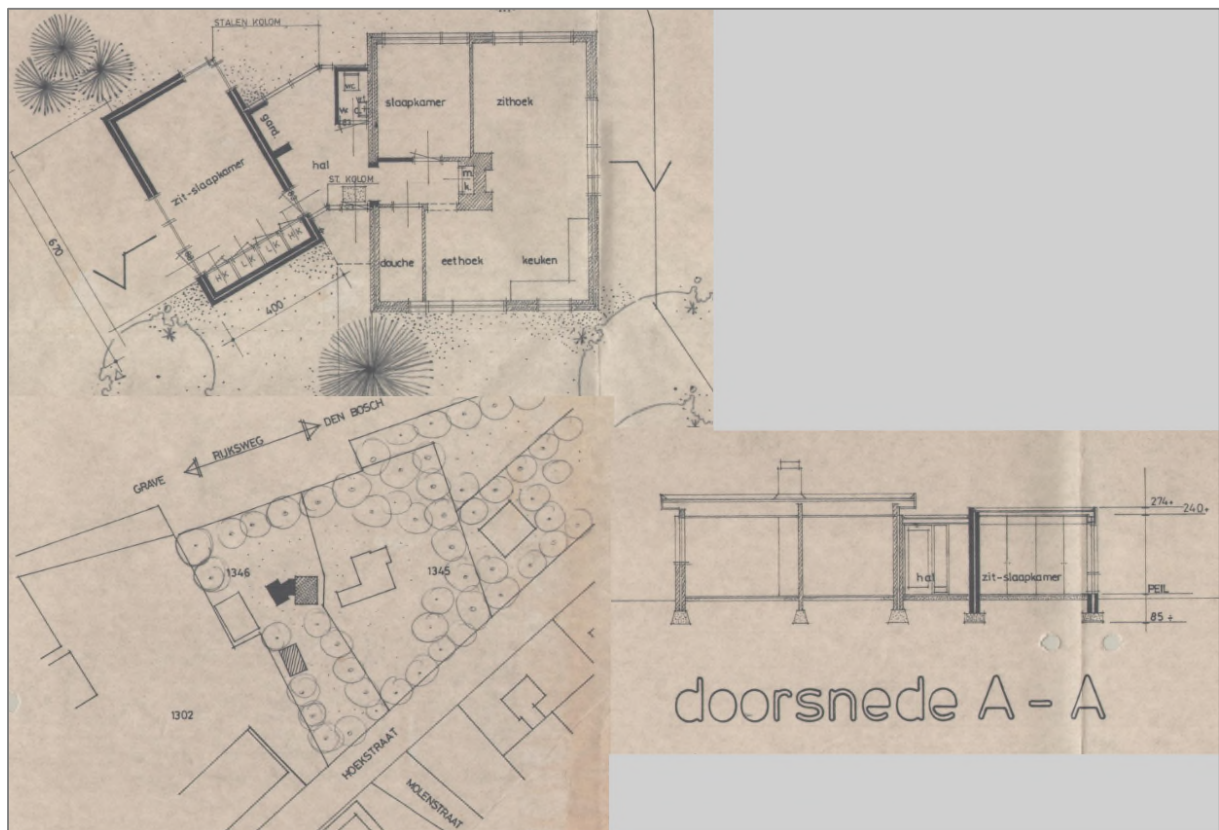 STALEN KOLOM
wc
slaapkamer
zithoek
gard.
hal
m.
k.
zit-slaapkamer
ST. KOLOM
670
H|K
L|K
L|K
H|K
douche
eethoek
keuken
400
GRAVE
RIJKSWEG
DEN BOSCH
1346
1345
1302
HOEKSTRAAT
MOLENSTRAAT
274+
240+
hal
zit-slaapkamer
PEIL
85÷
doorsnede A-A